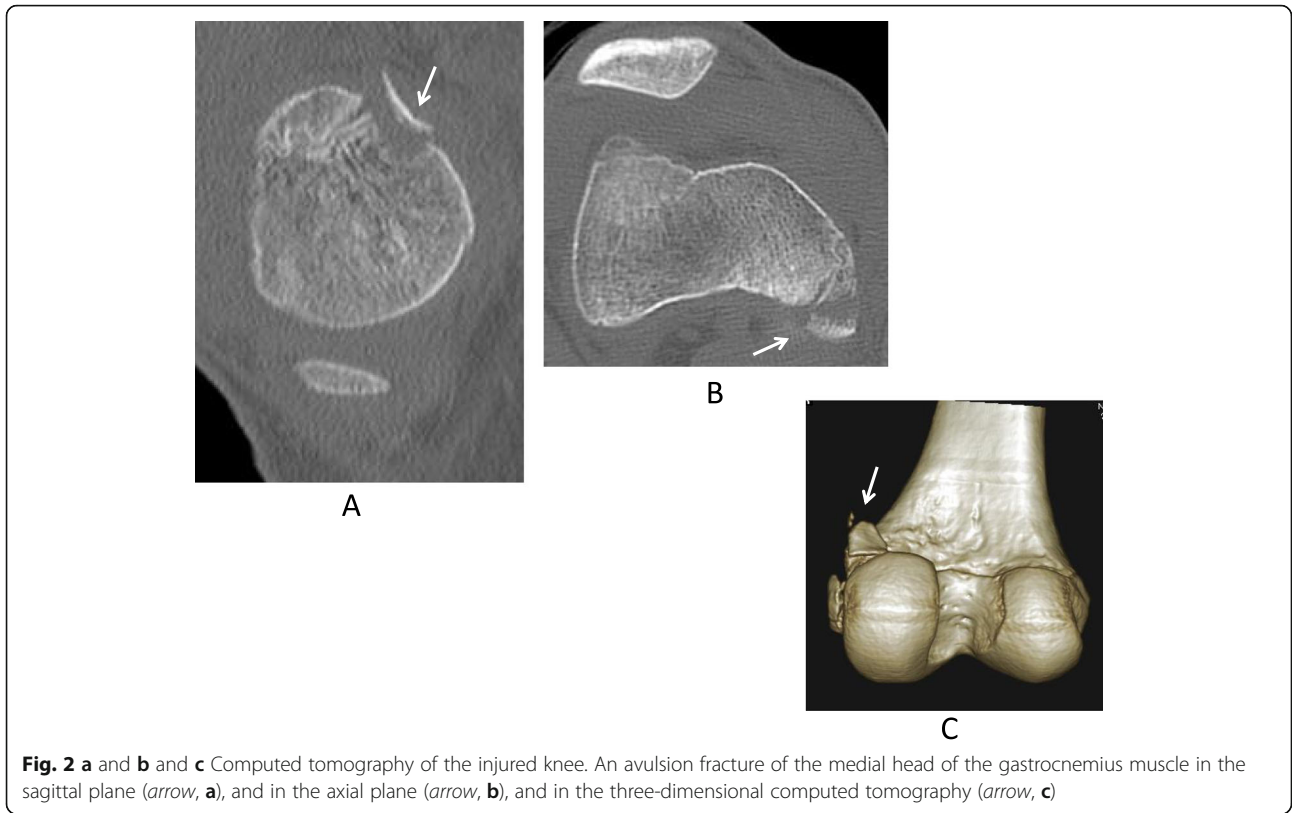 A
B
C
Fig. 2 a and b and c Computed tomography of the injured knee. An avulsion fracture of the medial head of the gastrocnemius muscle in the
sagittal plane (arrow, a), and in the axial plane (arrow, b), and in the three-dimensional computed tomography (arrow, c)